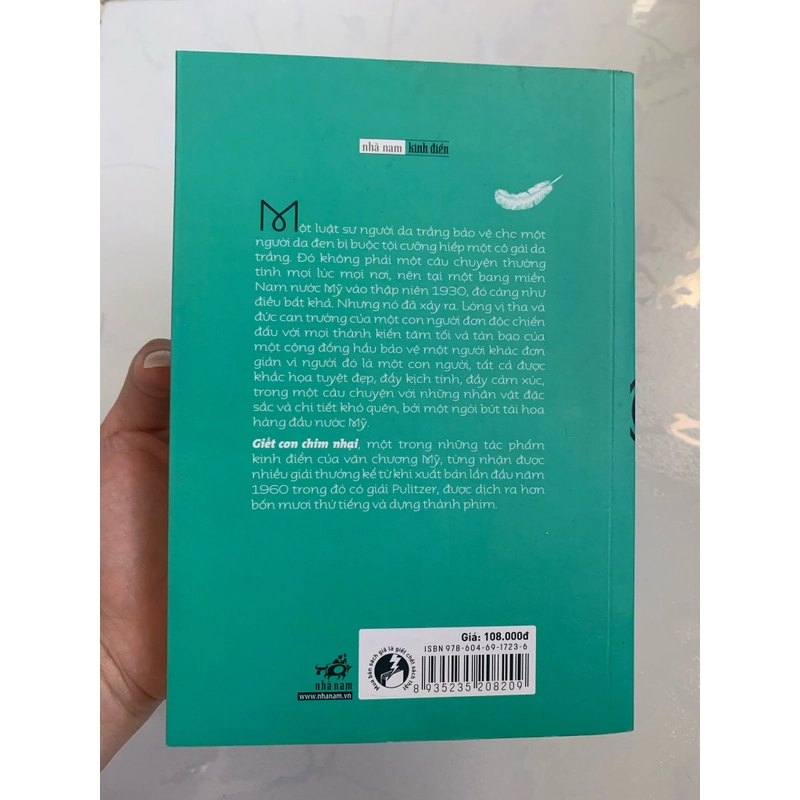 nhã nam kinh điển
Một luật sư người da trắng bảo vệ cho một
người da đen bị buộc tội cưỡng hiếp một cô gái da
trắng. Đó không phải một câu chuyện thường
tình mọi lúc mọi nơi, nên tại một bang miền
Nam nước Mỹ vào thập niên 1930, đó càng như
điều bất khả. Nhưng nó đã xảy ra. Lòng vị tha và
đức can trường của một con người đơn độc chiến
đấu với mọi thành kiến tăm tối và tàn bạo của
một cộng đồng hầu bảo vệ một người khác đơn
giản vì người đó là một con người, tất cả được
khắc họa tuyệt đẹp, đầy kịch tính, đầy cảm xúc,
trong một câu chuyện với những nhân vật đặc
sắc và chi tiết khó quên, bởi một ngòi bút tài hoa
hàng đầu nước Mỹ.
Giết con chim nhại, một trong những tác phẩm
kinh điển của văn chương Mỹ, từng nhận được
nhiều giải thưởng kể từ khi xuất bản lần đầu năm
1960 trong đó có giải Pulitzer, được dịch ra hơn
bốn mươi thứ tiếng và dựng thành phim.
nhã nam
www.nhanam.vn
Mua bán sách giả là giết chết sách thật
Giá: 108.000đ
ISBN 978-604-69-1723-6
8 935235 208209